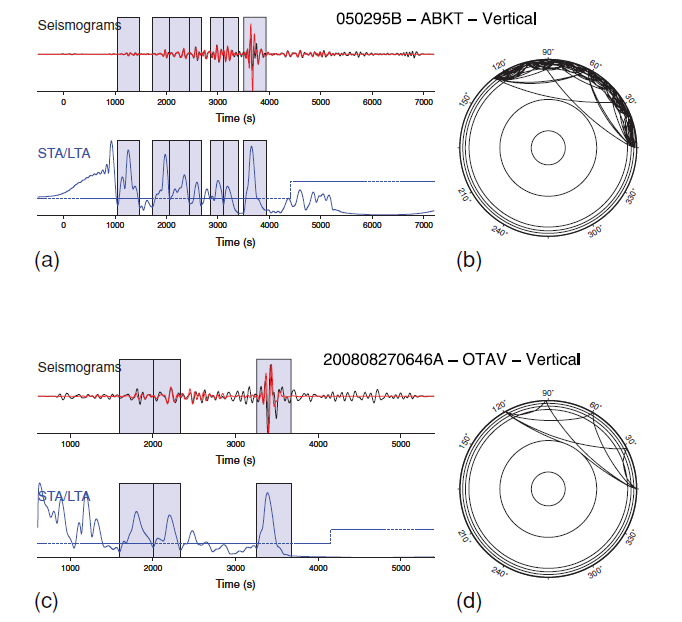 050295B – ABKT – Vertical
Seismograms
0 1000 2000 3000 4000 5000 6000 7000
Time (s)
STA/LTA
0 1000 2000 3000 4000 5000 6000 7000
Time (s)
(a)
90°
120° 60°
150° 30°
210° 330°
240° 300°
(b)
200808270646A – OTAV – Vertical
Seismograms
1000 2000 3000 4000 5000
Time (s)
STA/LTA
1000 2000 3000 4000 5000
Time (s)
(c)
90°
120° 60°
150° 30°
210° 330°
240° 300°
(d)